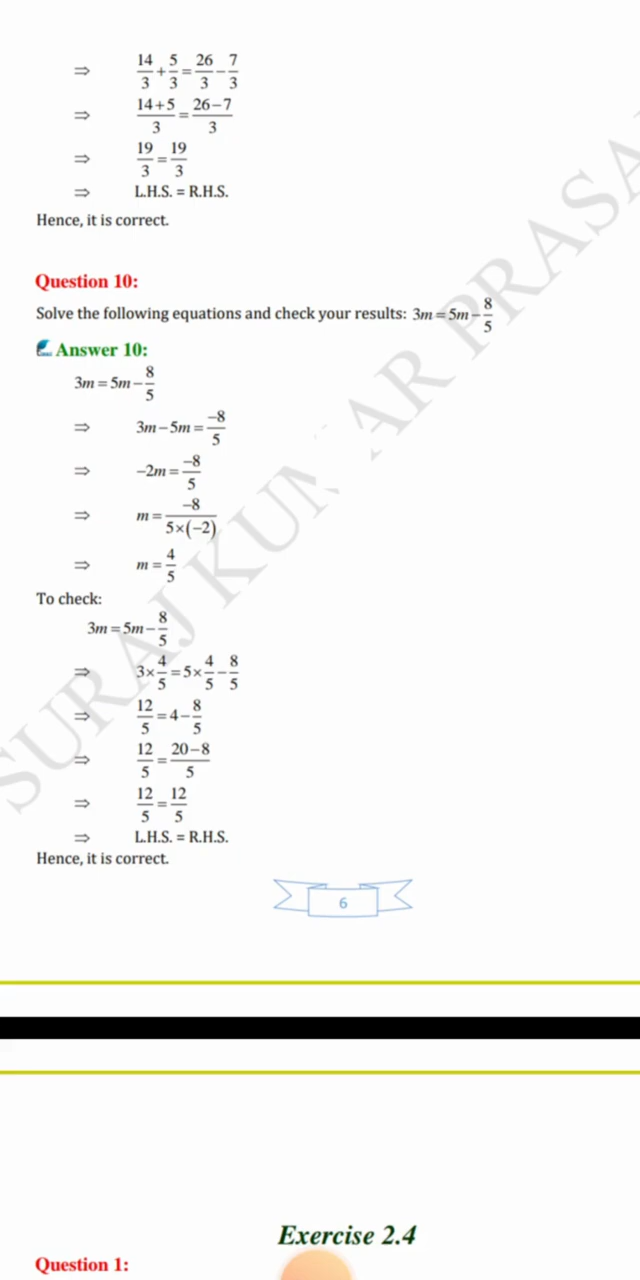 ⇒ 14/3 + 5/3 = 26/3 − 7/3
⇒ (14+5)/3 = (26−7)/3
⇒ 19/3 = 19/3
⇒ L.H.S. = R.H.S.
Hence, it is correct.
Question 10:
Solve the following equations and check your results: 3m = 5m − 8/5
Answer 10:
3m = 5m − 8/5
⇒ 3m − 5m = −8/5
⇒ −2m = −8/5
⇒ m = −8/(5×(−2))
⇒ m = 4/5
To check:
3m = 5m − 8/5
⇒ 3× 4/5 = 5× 4/5 − 8/5
⇒ 12/5 = 4 − 8/5
⇒ 12/5 = (20−8)/5
⇒ 12/5 = 12/5
⇒ L.H.S. = R.H.S.
Hence, it is correct.
6
Exercise 2.4
Question 1:
SURAJ KUMAR PRASA